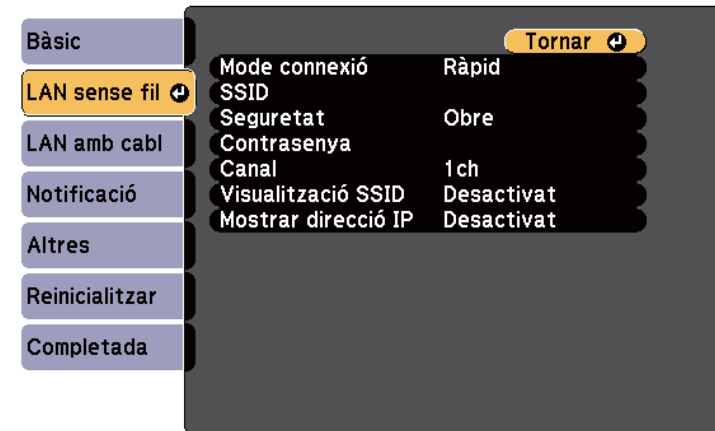 Bàsic
LAN sense fil
LAN amb cabl
Notificació
Altres
Reinicialitzar
Completada
Tornar
Mode connexió Ràpid
SSID
Seguretat Obre
Contrasenya
Canal 1ch
Visualització SSID Desactivat
Mostrar direcció IP Desactivat